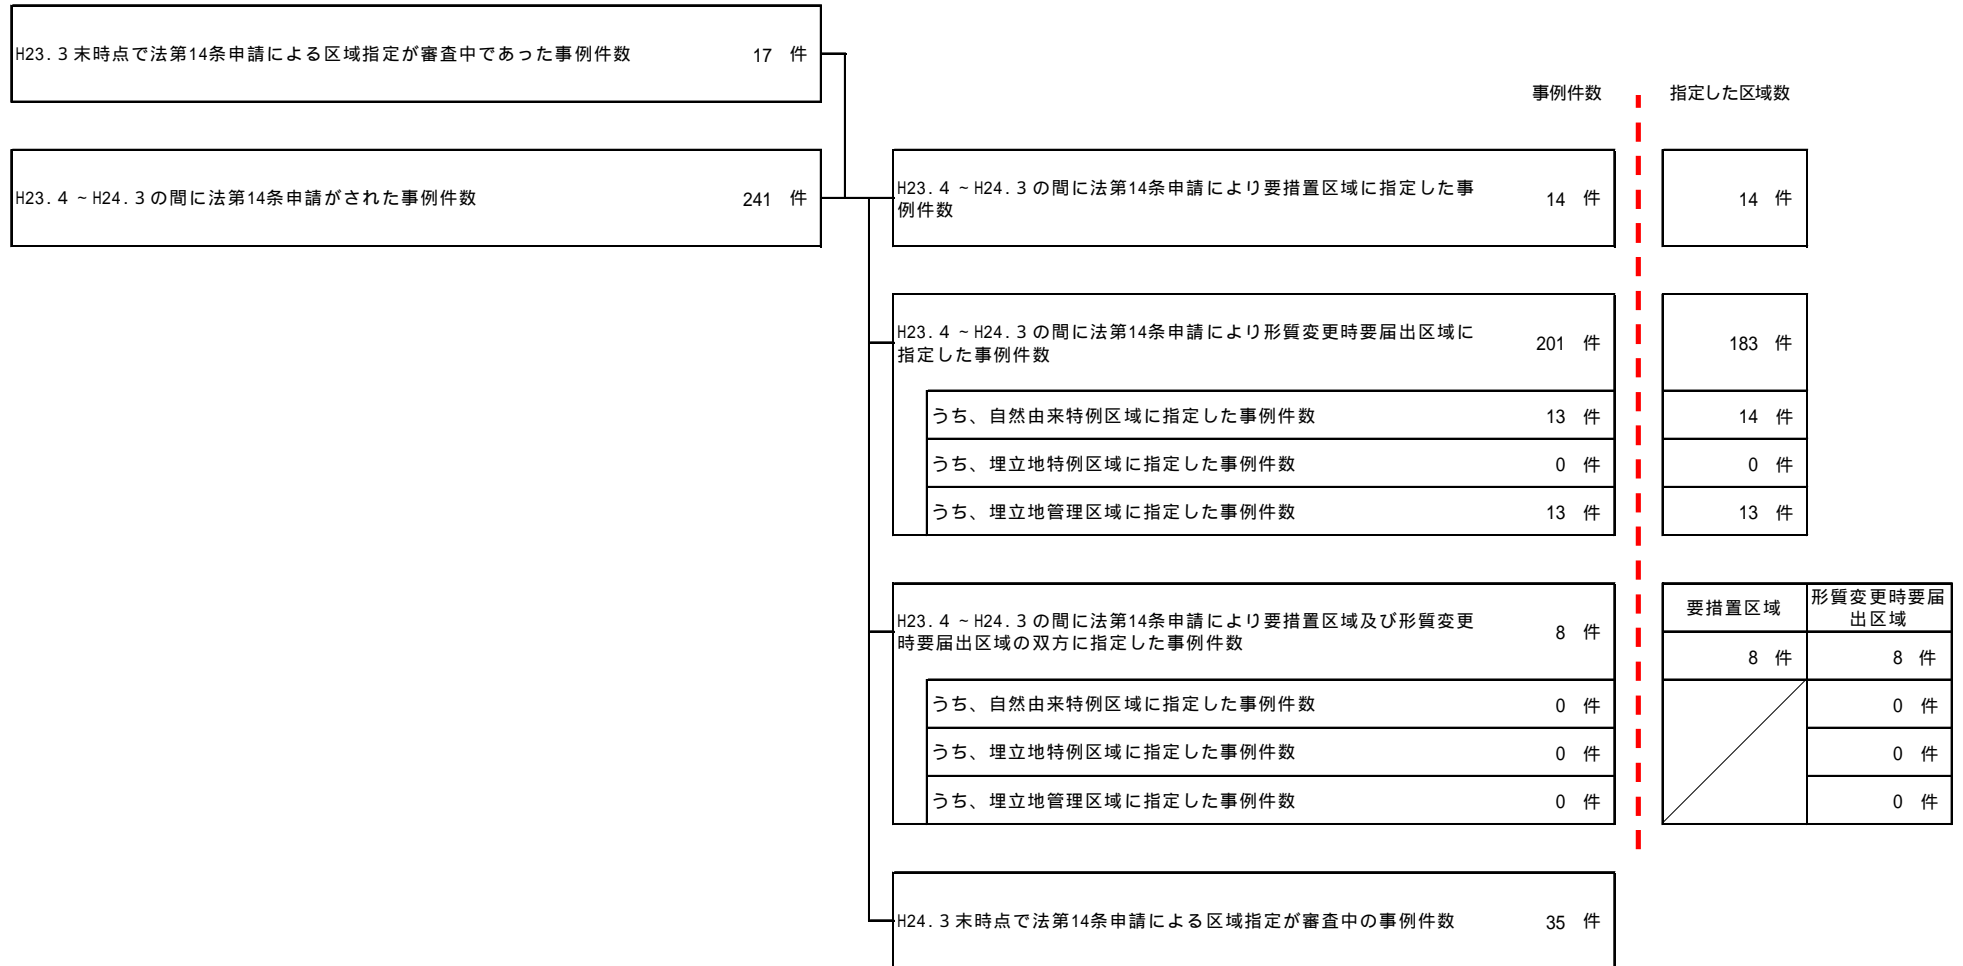 H23.3末時点で法第14条申請による区域指定が審査中であった事例件数 17 件
事例件数 指定した区域数
H23.4~H24.3の間に法第14条申請がされた事例件数 241 件
H23.4~H24.3の間に法第14条申請により要措置区域に指定した事
例件数
14 件
14 件
H23.4~H24.3の間に法第14条申請により形質変更時要届出区域に
指定した事例件数
201 件
183 件
うち、自然由来特例区域に指定した事例件数 13 件 14 件
うち、埋立地特例区域に指定した事例件数 0 件 0 件
うち、埋立地管理区域に指定した事例件数 13 件 13 件
H23.4~H24.3の間に法第14条申請により要措置区域及び形質変更
時要届出区域の双方に指定した事例件数
8 件
要措置区域
形質変更時要届
出区域
8 件 8 件
うち、自然由来特例区域に指定した事例件数 0 件 0 件
うち、埋立地特例区域に指定した事例件数 0 件 0 件
うち、埋立地管理区域に指定した事例件数 0 件 0 件
H24.3末時点で法第14条申請による区域指定が審査中の事例件数 35 件